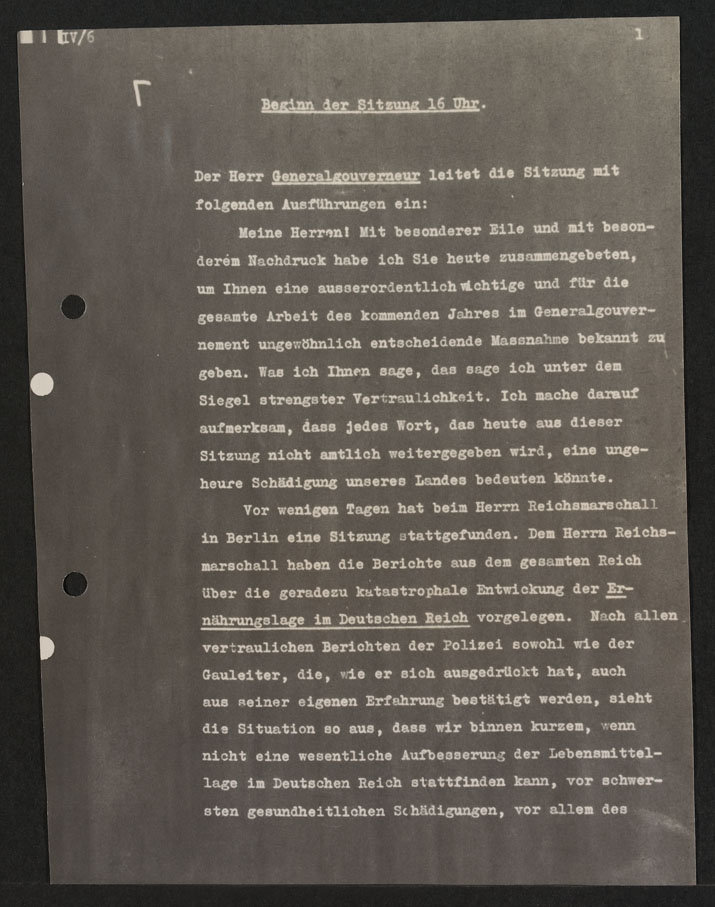 IV/6
1
Beginn der Sitzung 16 Uhr.
Der Herr Generalgouverneur leitet die Sitzung mit
folgenden Ausführungen ein:
Meine Herren! Mit besonderer Eile und mit beson-
derem Nachdruck habe ich Sie heute zusammengebeten,
um Ihnen eine ausserordentlich wichtige und für die
gesamte Arbeit des kommenden Jahres im Generalgouver-
nement ungewöhnlich entscheidende Massnahme bekannt zu
geben. Was ich Ihnen sage, das sage ich unter dem
Siegel strengster Vertraulichkeit. Ich mache darauf
aufmerksam, dass jedes Wort, das heute aus dieser
Sitzung nicht amtlich weitergegeben wird, eine unge-
heure Schädigung unseres Landes bedeuten könnte.
Vor wenigen Tagen hat beim Herrn Reichsmarschall
in Berlin eine Sitzung stattgefunden. Dem Herrn Reichs-
marschall haben die Berichte aus dem gesamten Reich
über die geradezu katastrophale Entwickung der Er-
nährungslage im Deutschen Reich vorgelegen. Nach allen
vertraulichen Berichten der Polizei sowohl wie der
Gauleiter, die, wie er sich ausgedrückt hat, auch
aus seiner eigenen Erfahrung bestätigt werden, sieht
die Situation so aus, dass wir binnen kurzem, wenn
nicht eine wesentliche Aufbesserung der Lebensmittel-
lage im Deutschen Reich stattfinden kann, vor schwer-
sten gesundheitlichen Schädigungen, vor allem des